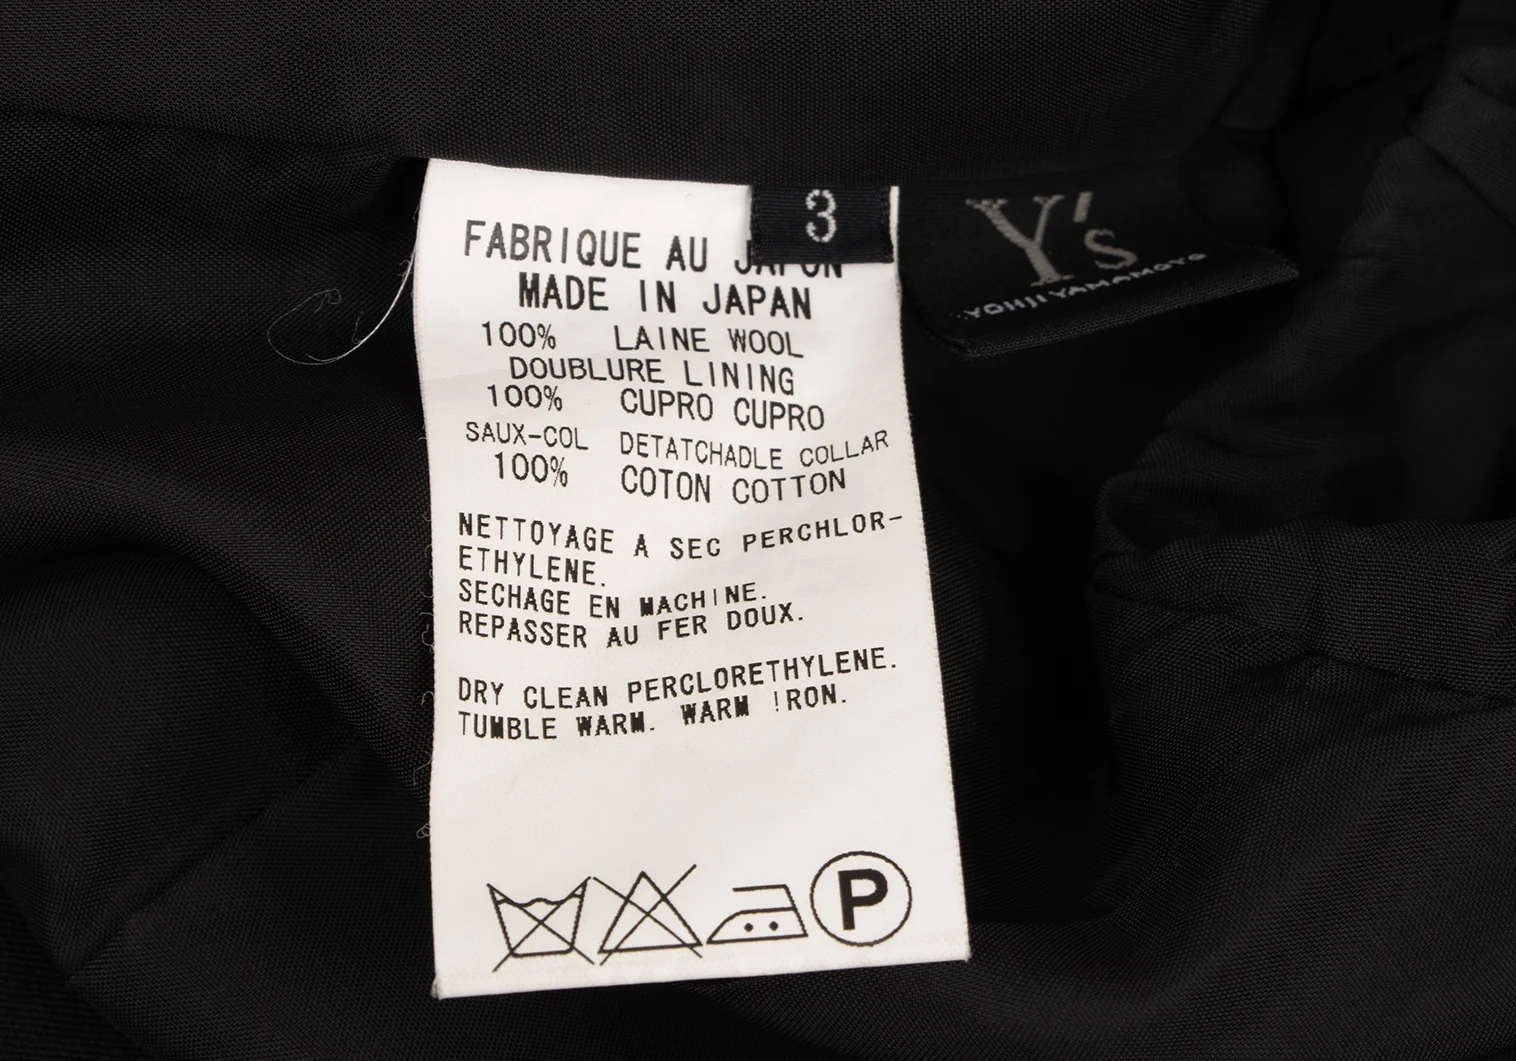 3
Y's
YOHJI YAMAMOTO
FABRIQUE AU JAPON
MADE IN JAPAN
100% LAINE WOOL
DOUBLURE LINING
100% CUPRO CUPRO
SAUX-COL DETATCHADLE COLLAR
100% COTON COTTON
NETTOYAGE A SEC PERCHLOR-
ETHYLENE.
SECHAGE EN MACHINE.
REPASSER AU FER DOUX.
DRY CLEAN PERCLORETHYLENE.
TUMBLE WARM. WARM IRON.
P